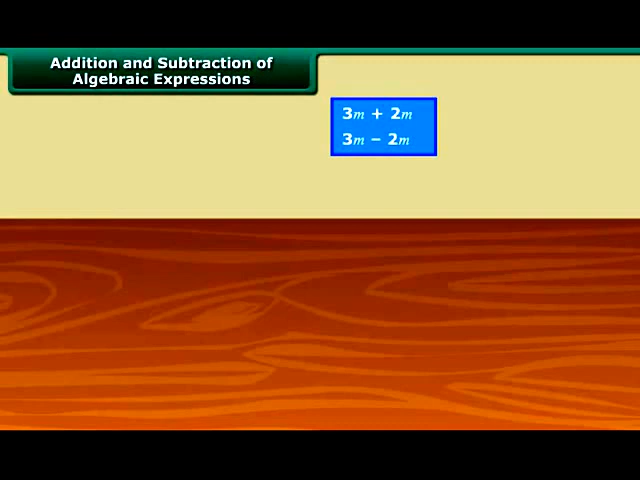 Addition and Subtraction of
Algebraic Expressions
3m + 2m
3m − 2m